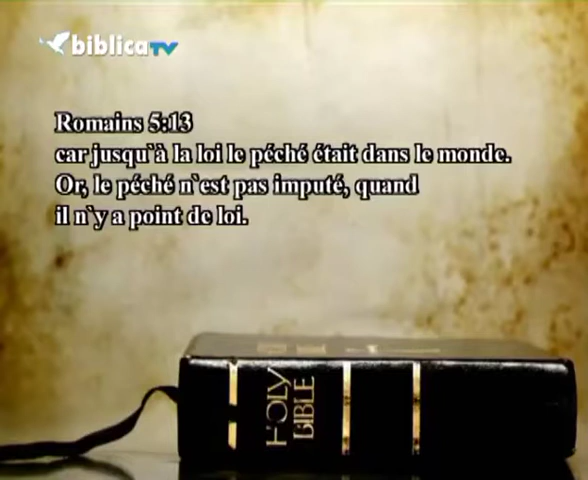 biblicaTV
Romains 5:13
car jusqu`à la loi le péché était dans le monde.
Or, le péché n`est pas imputé, quand
il n`y a point de loi.
HOLY
BIBLE